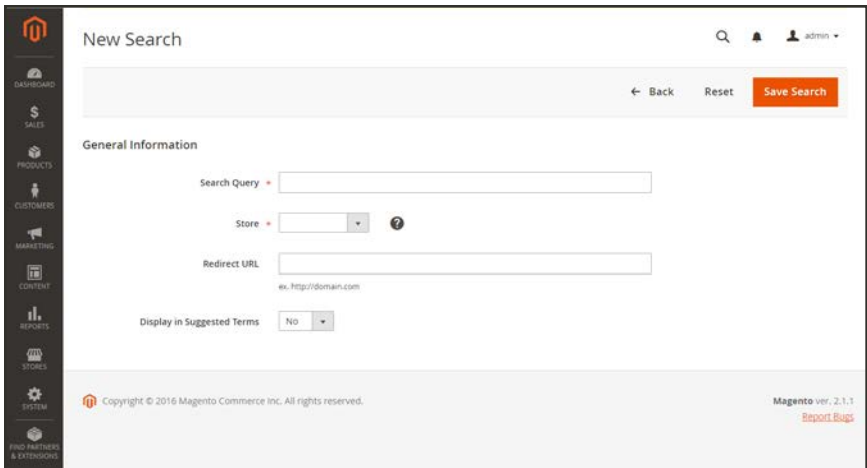 New Search
admin
← Back
Reset
Save Search
General Information
Search Query *
Store *
?
Redirect URL
ex. http://domain.com
Display in Suggested Terms
No
DASHBOARD
$
SALES
PRODUCTS
CUSTOMERS
MARKETING
CONTENT
REPORTS
STORES
SYSTEM
FIND PARTNERS
& EXTENSIONS
Copyright © 2016 Magento Commerce Inc. All rights reserved.
Magento ver. 2.1.1
Report Bugs